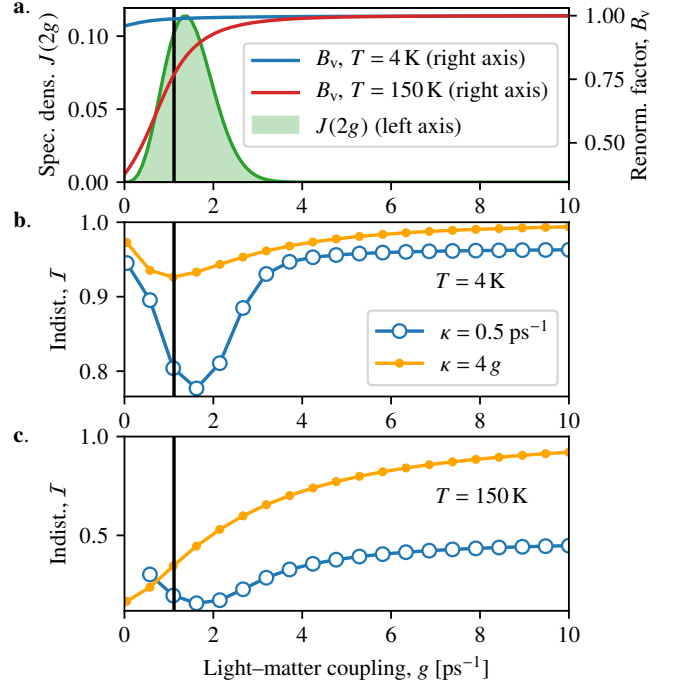 a.
Spec. dens. J(2g)
0.10
0.05
0.00
B_v, T = 4 K (right axis)
B_v, T = 150 K (right axis)
J(2g) (left axis)
1.00
0.75
0.50
Renorm. factor, B_v
0 2 4 6 8 10
b.
Indist., 𝓘
1.0
0.9
0.8
T = 4 K
κ = 0.5 ps⁻¹
κ = 4 g
0 2 4 6 8 10
c.
Indist., 𝓘
1.0
0.5
T = 150 K
0 2 4 6 8 10
Light–matter coupling, g [ps⁻¹]